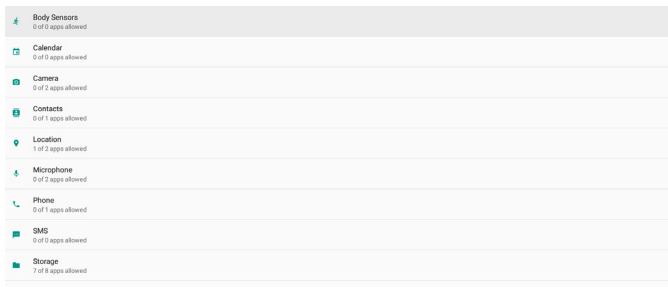 Body Sensors
0 of 0 apps allowed
Calendar
0 of 0 apps allowed
Camera
0 of 2 apps allowed
Contacts
0 of 1 apps allowed
Location
1 of 2 apps allowed
Microphone
0 of 2 apps allowed
Phone
0 of 1 apps allowed
SMS
0 of 0 apps allowed
Storage
7 of 8 apps allowed